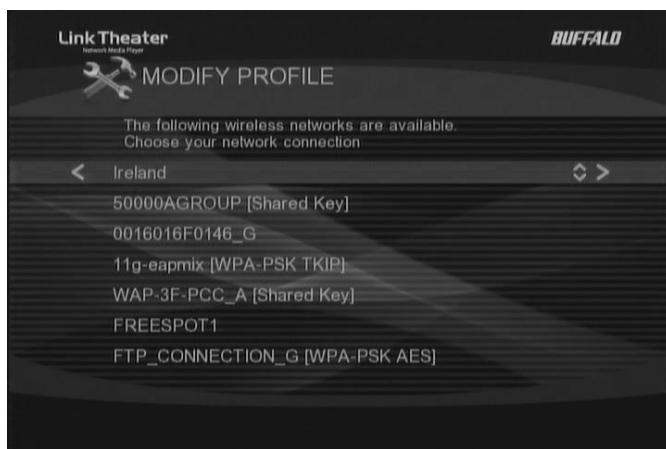 LinkTheater
Network Media Player
BUFFALO
MODIFY PROFILE
The following wireless networks are available.
Choose your network connection
< Ireland >
50000AGROUP [Shared Key]
0016016F0146_G
11g-eapmix [WPA-PSK TKIP]
WAP-3F-PCC_A [Shared Key]
FREESPOT1
FTP_CONNECTION_G [WPA-PSK AES]